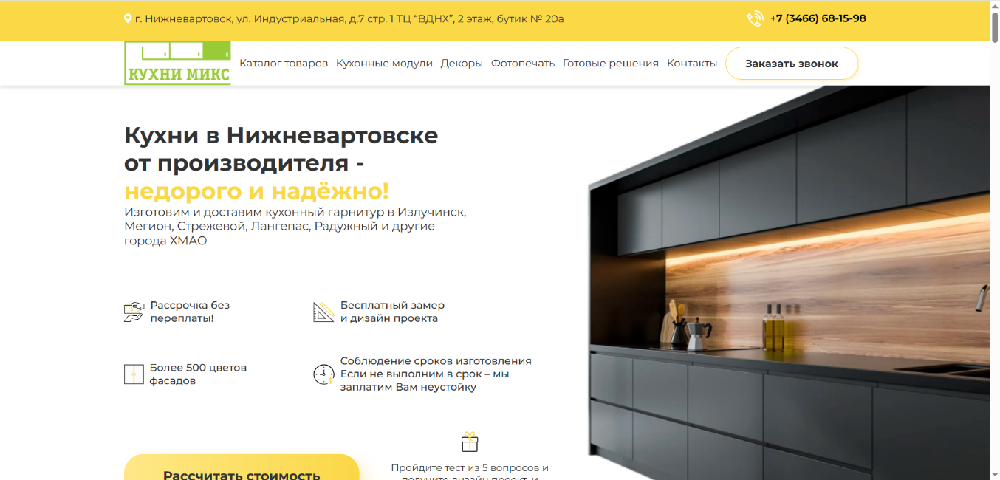 г. Нижневартовск, ул. Индустриальная, д.7 стр. 1 ТЦ “ВДНХ”, 2 этаж, бутик № 20а
+7 (3466) 68-15-98
КУХНИ МИКС
Каталог товаров Кухонные модули Декоры Фотопечать Готовые решения Контакты
Заказать звонок
Кухни в Нижневартовске
от производителя -
недорого и надёжно!
Изготовим и доставим кухонный гарнитур в Излучинск,
Мегион, Стрежевой, Лангепас, Радужный и другие
города ХМАО
Рассрочка без
переплаты!
Бесплатный замер
и дизайн проекта
Более 500 цветов
фасадов
Соблюдение сроков изготовления
Если не выполним в срок – мы
заплатим Вам неустойку
Рассчитать стоимость
Пройдите тест из 5 вопросов и
получите дизайн проект, и